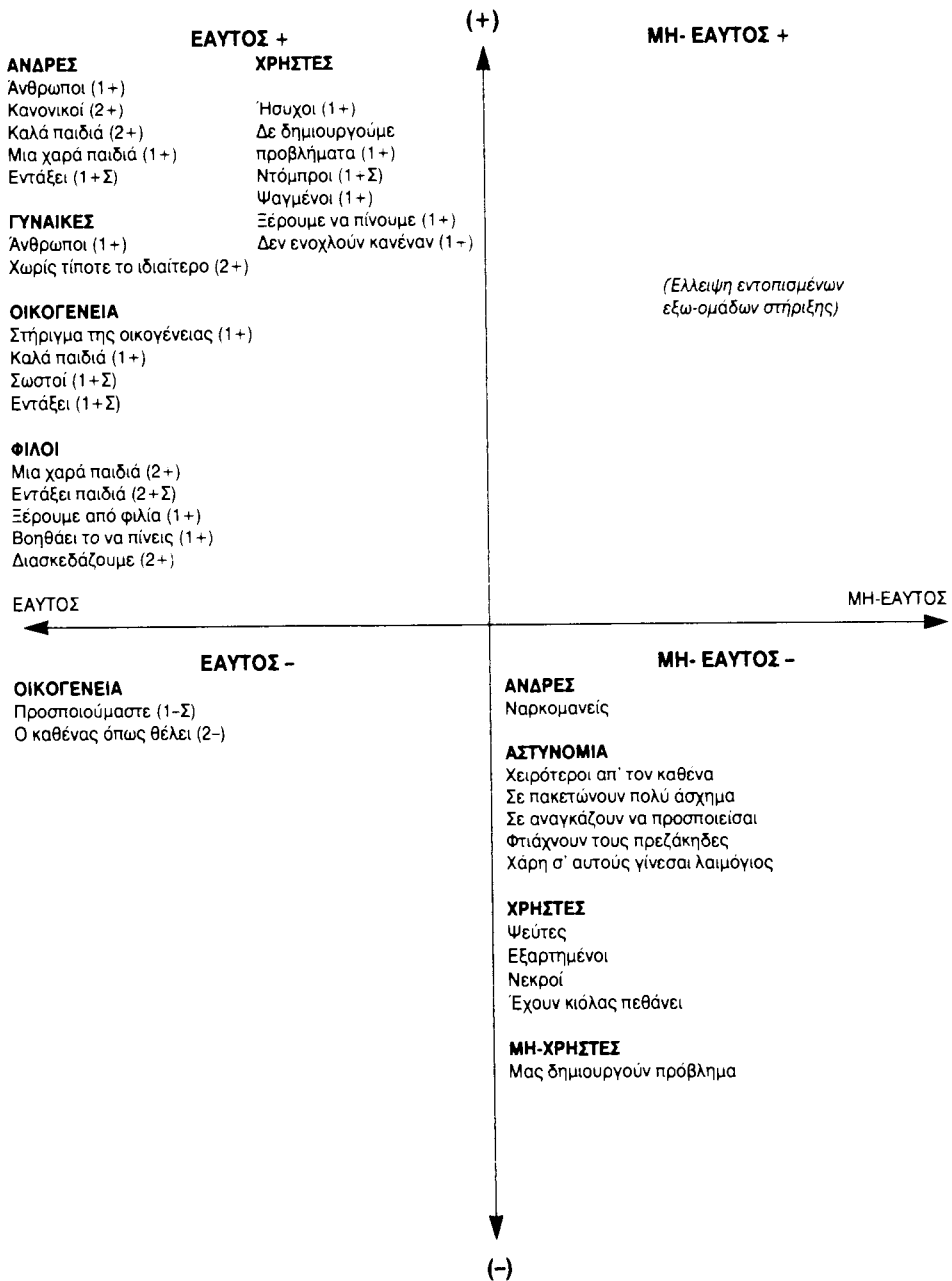 (+)
ΕΑΥΤΟΣ +
ΑΝΔΡΕΣ
Άνθρωποι (1+)
Κανονικοί (2+)
Καλά παιδιά (2+)
Μια χαρά παιδιά (1+)
Εντάξει (1+Σ)
ΓΥΝΑΙΚΕΣ
Άνθρωποι (1+)
Χωρίς τίποτε το ιδιαίτερο (2+)
ΟΙΚΟΓΕΝΕΙΑ
Στήριγμα της οικογένειας (1+)
Καλά παιδιά (1+)
Σωστοί (1+Σ)
Εντάξει (1+Σ)
ΦΙΛΟΙ
Μια χαρά παιδιά (2+)
Εντάξει παιδιά (2+Σ)
Ξέρουμε από φιλία (1+)
Βοηθάει το να πίνεις (1+)
Διασκεδάζουμε (2+)
ΧΡΗΣΤΕΣ
Ήσυχοι (1+)
Δε δημιουργούμε
προβλήματα (1+)
Ντόμπροι (1+Σ)
Ψαγμένοι (1+)
Ξέρουμε να πίνουμε (1+)
Δεν ενοχλούν κανέναν (1+)
ΜΗ- ΕΑΥΤΟΣ +
(Έλλειψη εντοπισμένων
εξω-ομάδων στήριξης)
ΕΑΥΤΟΣ
ΜΗ-ΕΑΥΤΟΣ
ΕΑΥΤΟΣ –
ΟΙΚΟΓΕΝΕΙΑ
Προσποιούμαστε (1–Σ)
Ο καθένας όπως θέλει (2–)
ΜΗ- ΕΑΥΤΟΣ –
ΑΝΔΡΕΣ
Ναρκομανείς
ΑΣΤΥΝΟΜΙΑ
Χειρότεροι απ' τον καθένα
Σε πακετώνουν πολύ άσχημα
Σε αναγκάζουν να προσποιείσαι
Φτιάχνουν τους πρεζάκηδες
Χάρη σ' αυτούς γίνεσαι λαιμόγιος
ΧΡΗΣΤΕΣ
Ψεύτες
Εξαρτημένοι
Νεκροί
Έχουν κιόλας πεθάνει
ΜΗ-ΧΡΗΣΤΕΣ
Μας δημιουργούν πρόβλημα
(–)